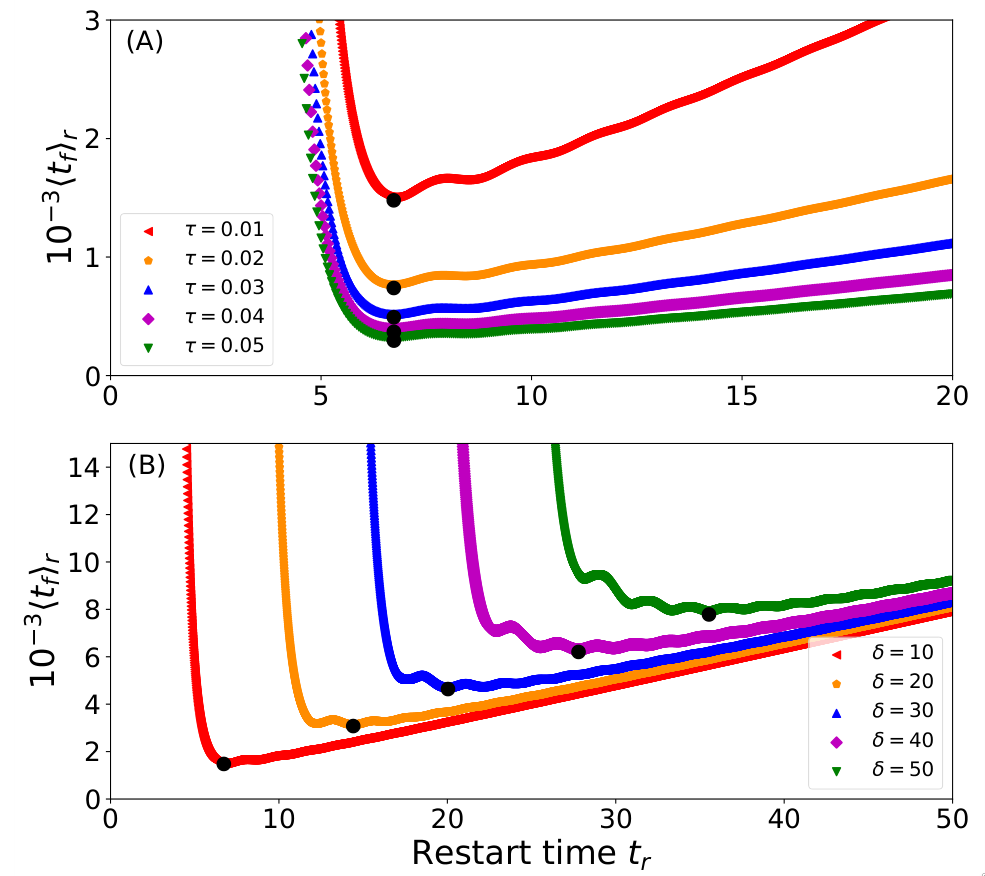 (A)
10⁻³⟨t_f⟩_r
3
2
1
0
τ = 0.01
τ = 0.02
τ = 0.03
τ = 0.04
τ = 0.05
0 5 10 15 20
(B)
10⁻³⟨t_f⟩_r
14
12
10
8
6
4
2
0
δ = 10
δ = 20
δ = 30
δ = 40
δ = 50
0 10 20 30 40 50
Restart time t_r